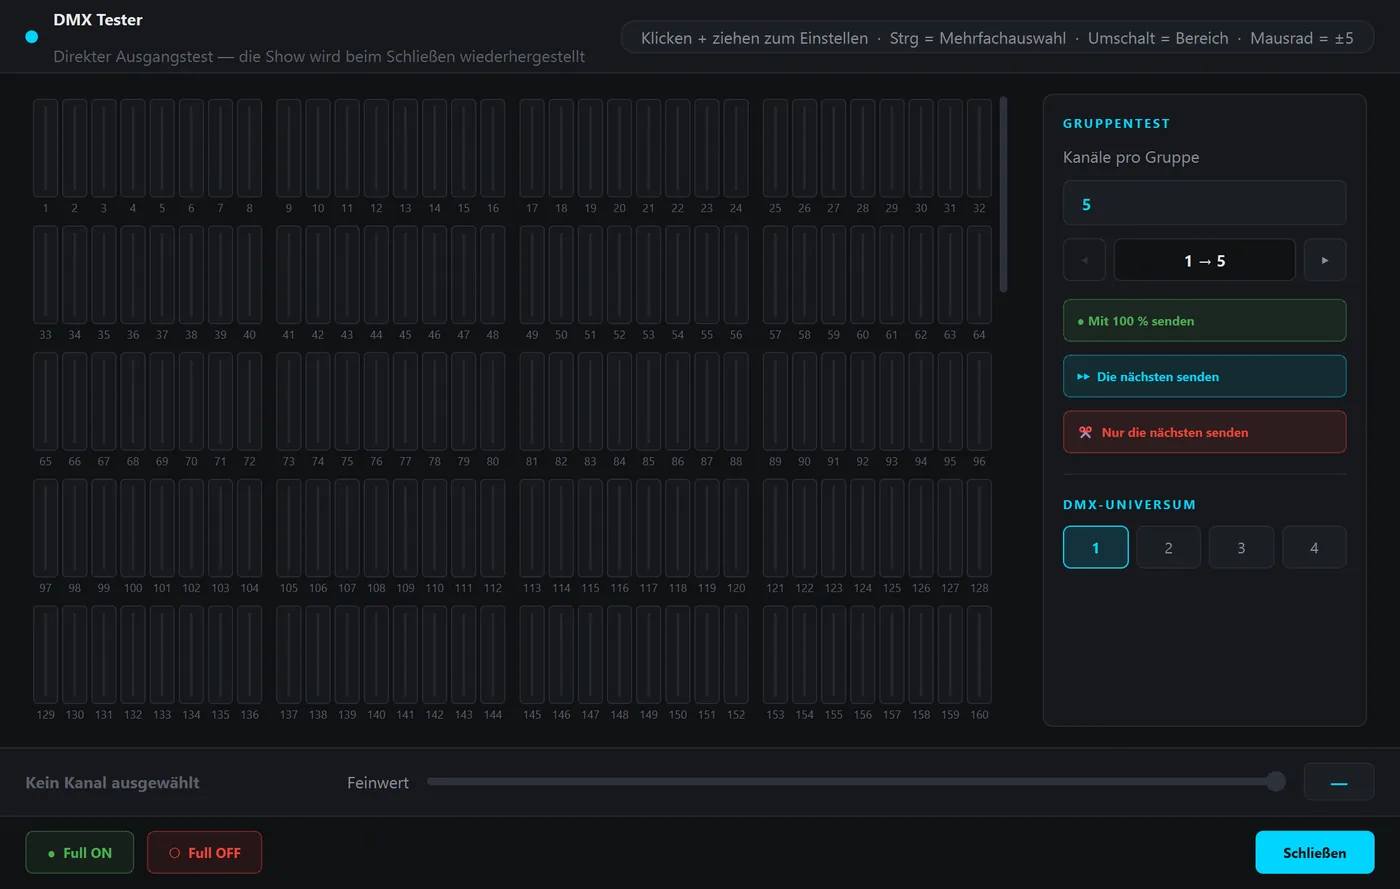 DMX Tester
Direkter Ausgangstest — die Show wird beim Schließen wiederhergestellt
Klicken + ziehen zum Einstellen · Strg = Mehrfachauswahl · Umschalt = Bereich · Mausrad = ±5
1 2 3 4 5 6 7 8 9 10 11 12 13 14 15 16 17 18 19 20 21 22 23 24 25 26 27 28 29 30 31 32
33 34 35 36 37 38 39 40 41 42 43 44 45 46 47 48 49 50 51 52 53 54 55 56 57 58 59 60 61 62 63 64
65 66 67 68 69 70 71 72 73 74 75 76 77 78 79 80 81 82 83 84 85 86 87 88 89 90 91 92 93 94 95 96
97 98 99 100 101 102 103 104 105 106 107 108 109 110 111 112 113 114 115 116 117 118 119 120 121 122 123 124 125 126 127 128
129 130 131 132 133 134 135 136 137 138 139 140 141 142 143 144 145 146 147 148 149 150 151 152 153 154 155 156 157 158 159 160
GRUPPENTEST
Kanäle pro Gruppe
5
◄ 1 → 5 ►
● Mit 100 % senden
▸▸ Die nächsten senden
✂ Nur die nächsten senden
DMX-UNIVERSUM
1 2 3 4
Kein Kanal ausgewählt
Feinwert
—
● Full ON
○ Full OFF
Schließen